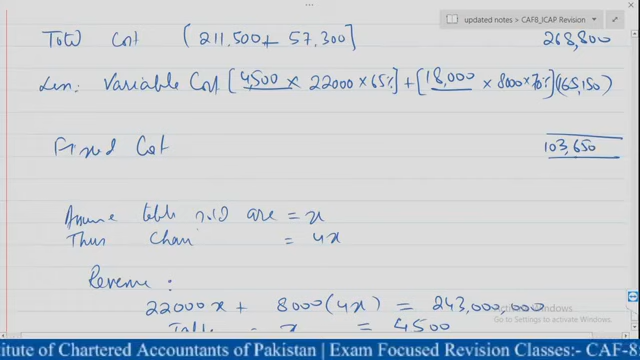 updated notes > CAF8_ICAP Revision
Total Cost [211.500 + 57.300] 268,800
Less: Variable Cost [4,500 x 22000 x 65%] + [18,000 x 8000 x 70%] (165,150)
Fixed Cost 103,650
Assume table sold are = x
Thus Chair = 4x
Revenue :
22000x + 8000(4x) = 243,000,000
x = 4500
Activate Windows
Go to Settings to activate Windows.
itute of Chartered Accountants of Pakistan | Exam Focused Revision Classes:- CAF-8